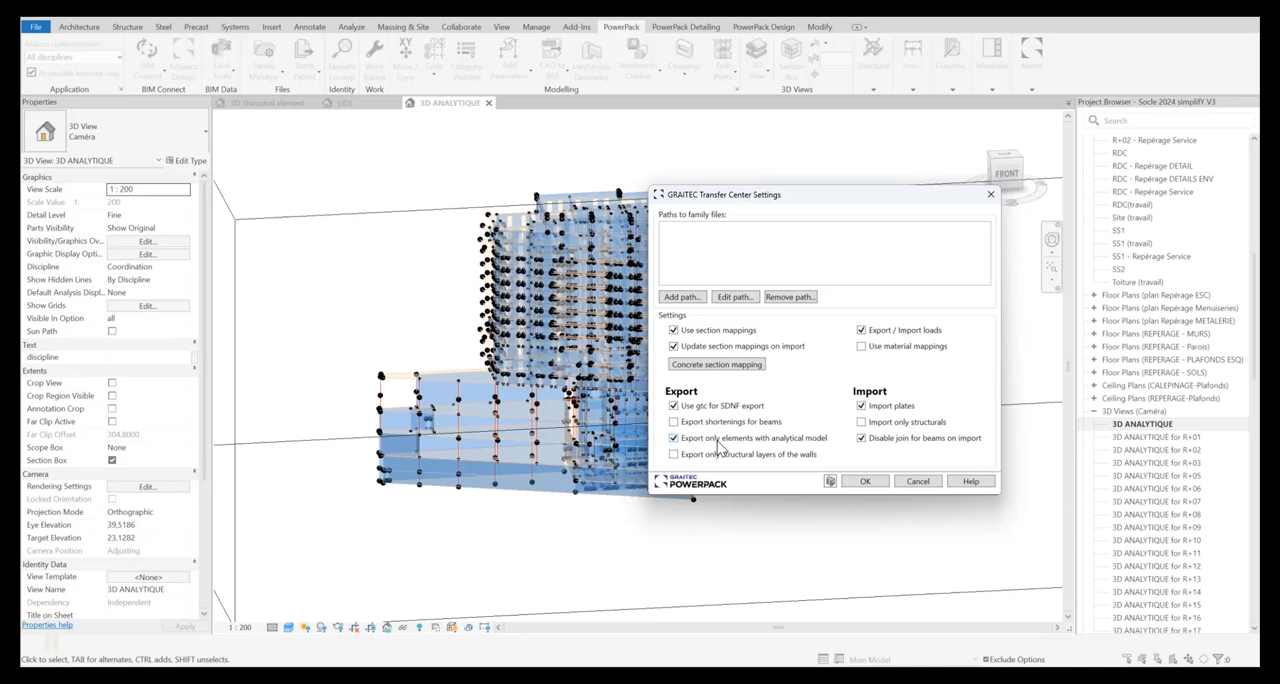 File Architecture Structure Steel Precast Systems Insert Annotate Analyze Massing & Site Collaborate View Manage Add-Ins PowerPack PowerPack Detailing PowerPack Design Modify
All disciplines
Application BIM Connect BIM Data Files Identity Work Modelling 3D Views
Properties
3D Structural element {3D} 3D ANALYTIQUE
Project Browser - Socle 2024 simplifY V3
3D View
Caméra
3D View: 3D ANALYTIQUE Edit Type
Graphics
View Scale 1 : 200
Scale Value 1: 200
Detail Level Fine
Parts Visibility Show Original
Visibility/Graphics Ov... Edit...
Graphic Display Opti... Edit...
Discipline Coordination
Show Hidden Lines By Discipline
Default Analysis Displ... None
Show Grids Edit...
Visible In Option all
Sun Path
Text
discipline
Extents
Crop View
Crop Region Visible
Annotation Crop
Far Clip Active
Far Clip Offset 304,8000
Scope Box None
Section Box
Camera
Rendering Settings Edit...
Locked Orientation
Projection Mode Orthographic
Eye Elevation 39,5186
Target Elevation 23,1282
Camera Position Adjusting
Identity Data
View Template <None>
View Name 3D ANALYTIQUE
Dependency Independent
Title on Sheet
Properties help Apply
FRONT
GRAITEC Transfer Center Settings
Paths to family files:
Add path... Edit path... Remove path...
Settings
Use section mappings Export / Import loads
Update section mappings on import Use material mappings
Concrete section mapping
Export Import
Use gtc for SDNF export Import plates
Export shortenings for beams Import only structurals
Export only elements with analytical model Disable join for beams on import
Export only structural layers of the walls
GRAITEC
POWERPACK
OK Cancel Help
Search
R+02 - Repérage Service
RDC
RDC - Repérage DETAIL
RDC - Repérage DETAILS ENV
RDC - Repérage Service
RDC(travail)
Site (travail)
SS1
SS1 (travail)
SS1 - Repérage Service
SS2
Toiture (travail)
Floor Plans (plan Repérage ESC)
Floor Plans (plan Repérage Menuiseries)
Floor Plans (plan Repérage METALERIE)
Floor Plans (REPERAGE - MURS)
Floor Plans (REPERAGE - Parois)
Floor Plans (REPERAGE - PLAFONDS ESQ)
Floor Plans (REPERAGE - SOLS)
Ceiling Plans (CALEPINAGE-Plafonds)
Ceiling Plans (REPERAGE-Plafonds)
3D Views (Caméra)
3D ANALYTIQUE
3D ANALYTIQUE for R+01
3D ANALYTIQUE for R+02
3D ANALYTIQUE for R+03
3D ANALYTIQUE for R+05
3D ANALYTIQUE for R+06
3D ANALYTIQUE for R+07
3D ANALYTIQUE for R+08
3D ANALYTIQUE for R+09
3D ANALYTIQUE for R+10
3D ANALYTIQUE for R+11
3D ANALYTIQUE for R+12
3D ANALYTIQUE for R+13
3D ANALYTIQUE for R+14
3D ANALYTIQUE for R+15
3D ANALYTIQUE for R+16
3D ANALYTIQUE for R+17
1 : 200
Click to select, TAB for alternates, CTRL adds, SHIFT unselects.
Main Model
Exclude Options
:0